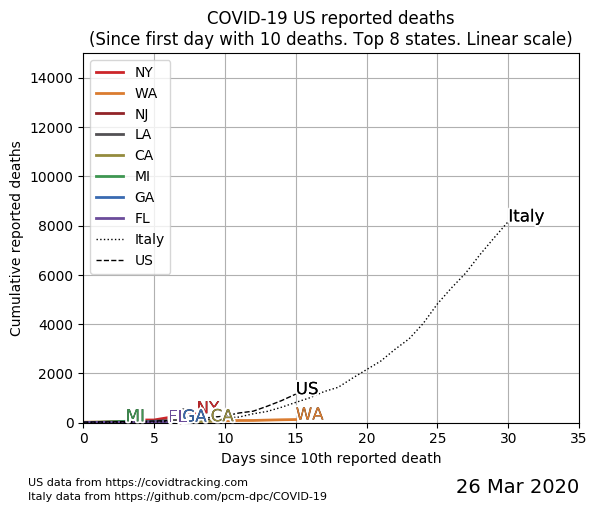 COVID-19 US reported deaths
(Since first day with 10 deaths. Top 8 states. Linear scale)
NY
WA
NJ
LA
CA
MI
GA
FL
Italy
US
14000
12000
10000
8000
6000
4000
2000
0
Cumulative reported deaths
Italy
US
NY
MI
FL
GA
CA
WA
0 5 10 15 20 25 30 35
Days since 10th reported death
US data from https://covidtracking.com
Italy data from https://github.com/pcm-dpc/COVID-19
26 Mar 2020